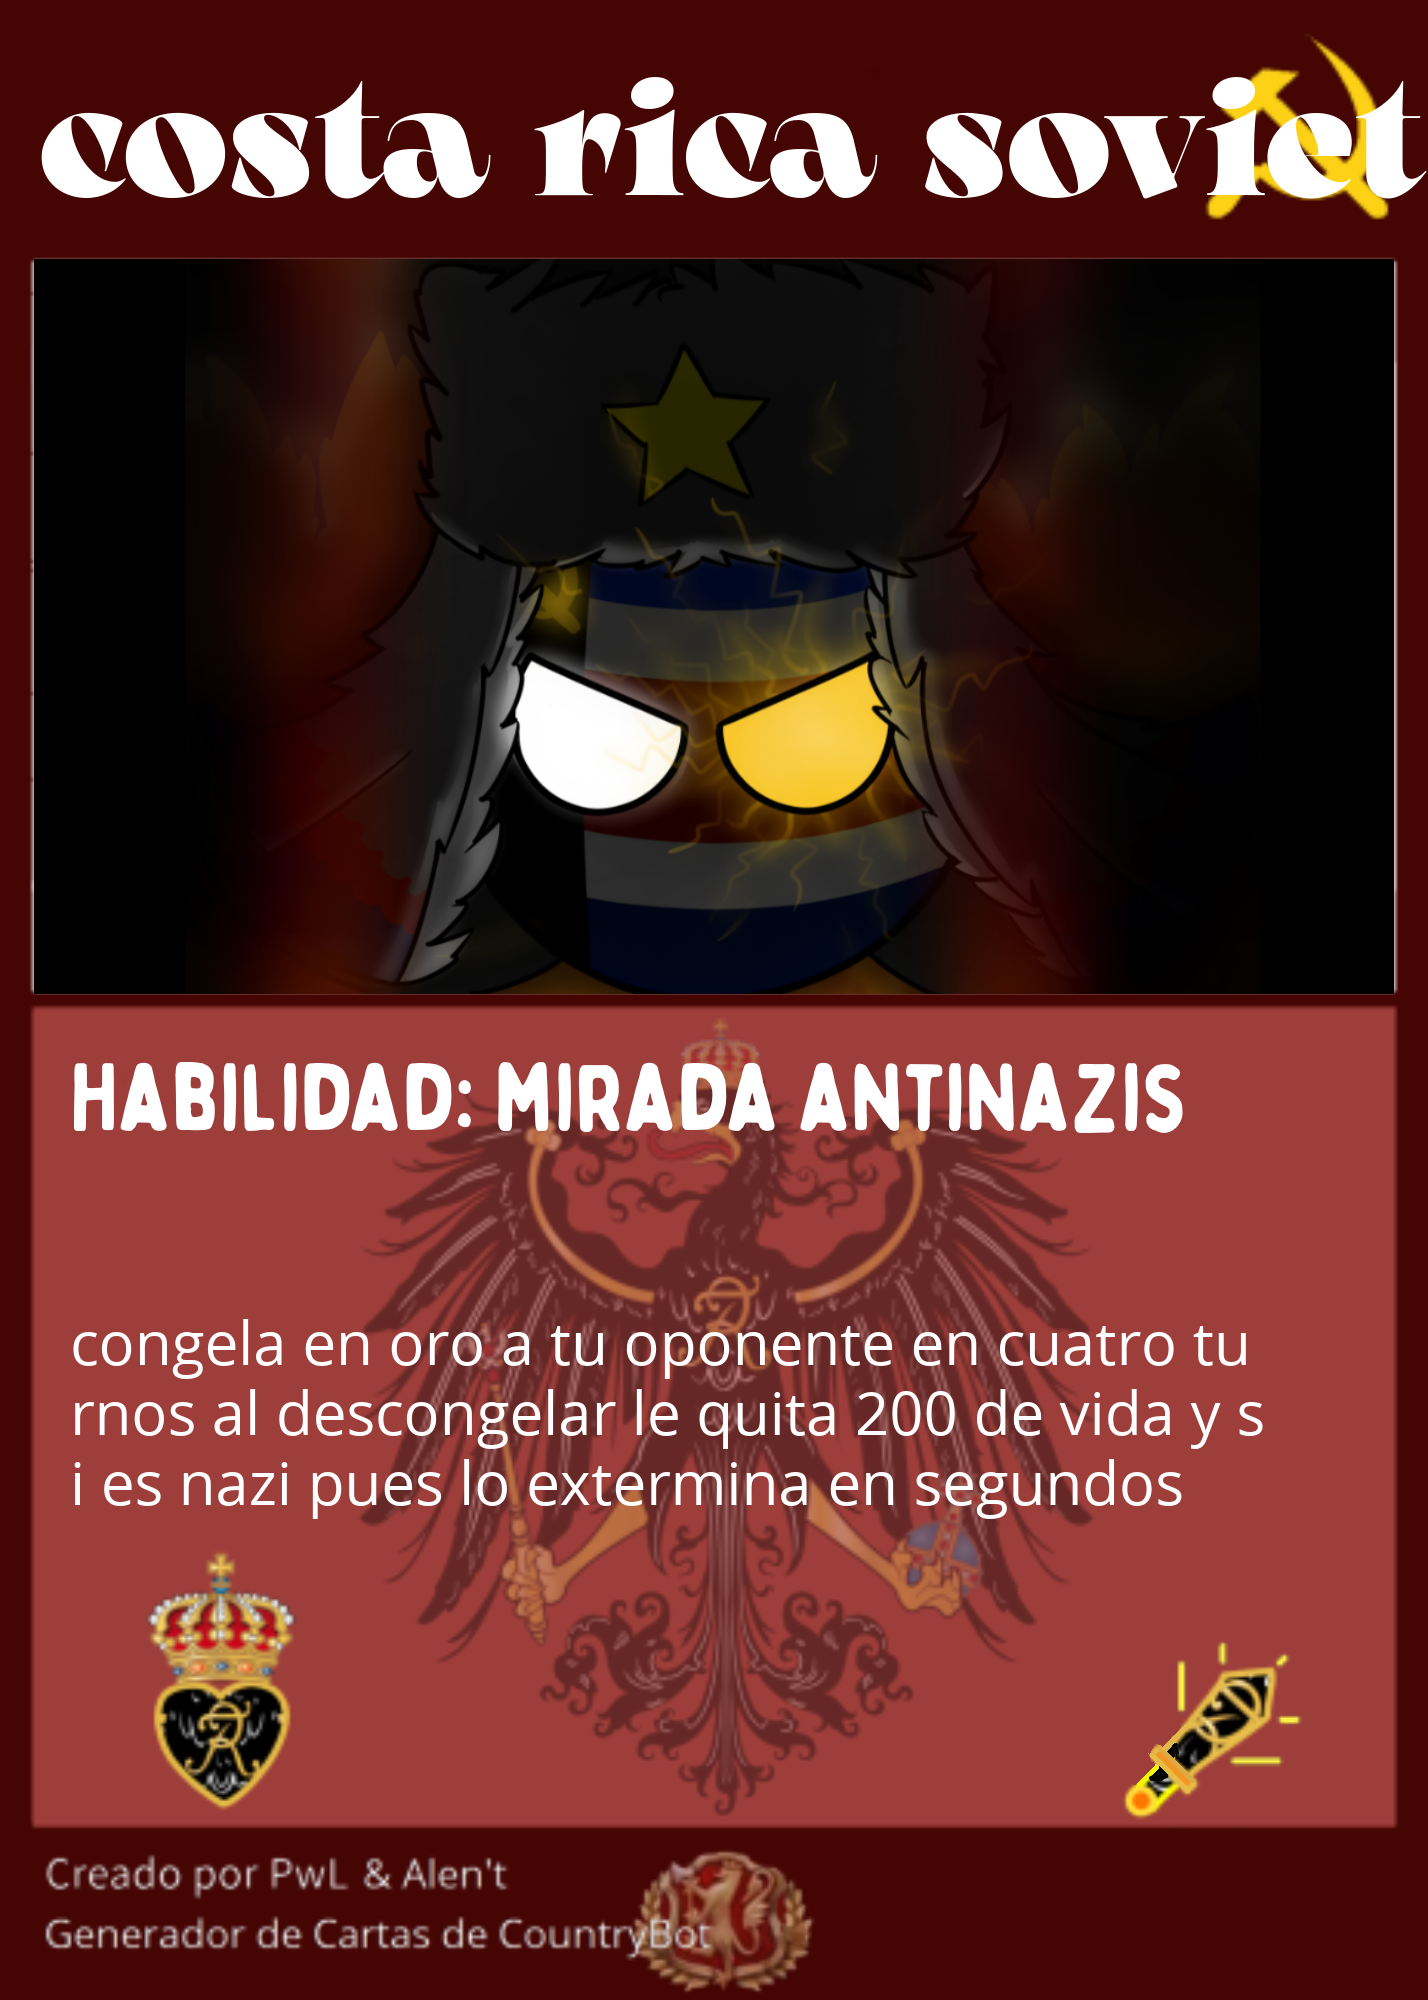 costa rica soviet
HABILIDAD: MIRADA ANTINAZIS
congela en oro a tu oponente en cuatro tu
rnos al descongelar le quita 200 de vida y s
i es nazi pues lo extermina en segundos
Creado por PwL & Alen't
Generador de Cartas de CountryBot